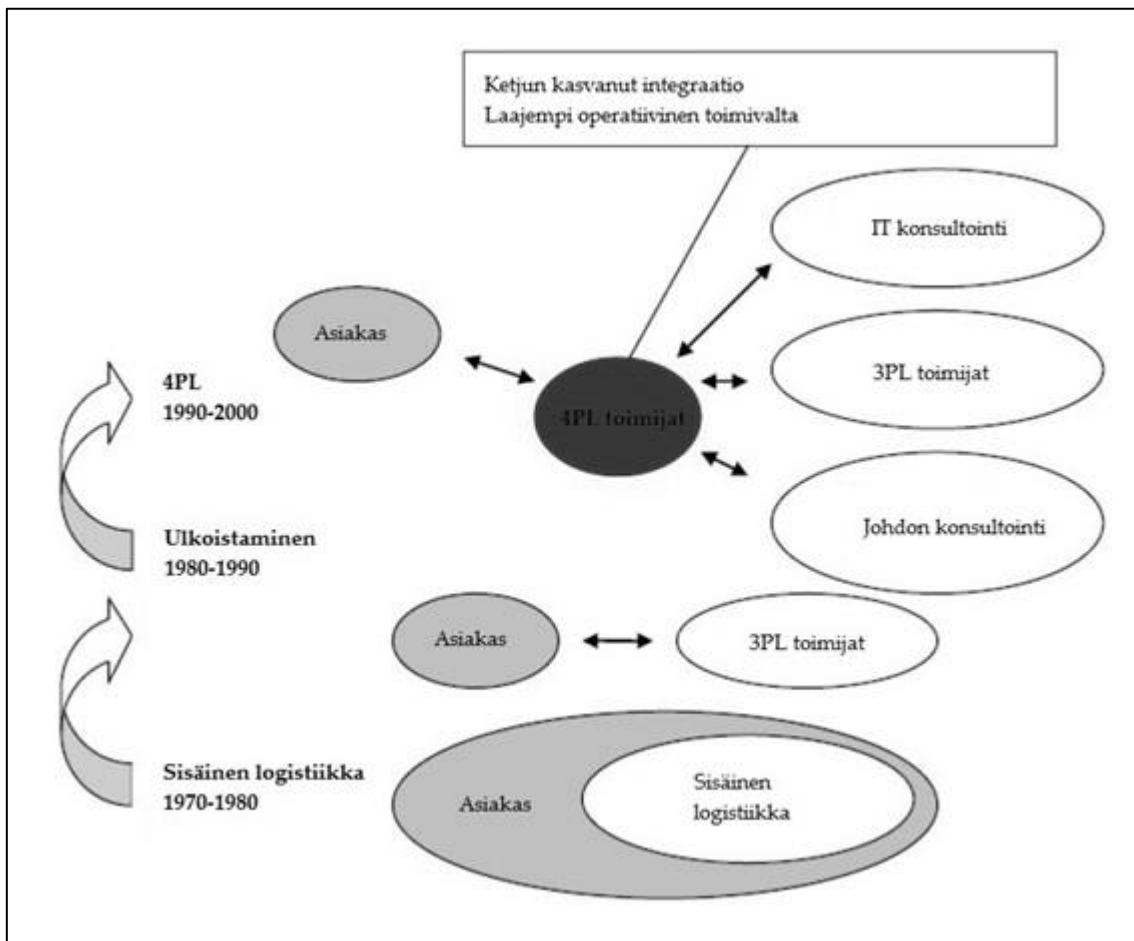 Ketjun kasvanut integraatio
Laajempi operatiivinen toimivalta
IT konsultointi
Asiakas
3PL toimijat
4PL
1990-2000
4PL toimijat
Johdon konsultointi
Ulkoistaminen
1980-1990
Asiakas
3PL toimijat
Sisäinen logistiikka
1970-1980
Asiakas
Sisäinen
logistiikka